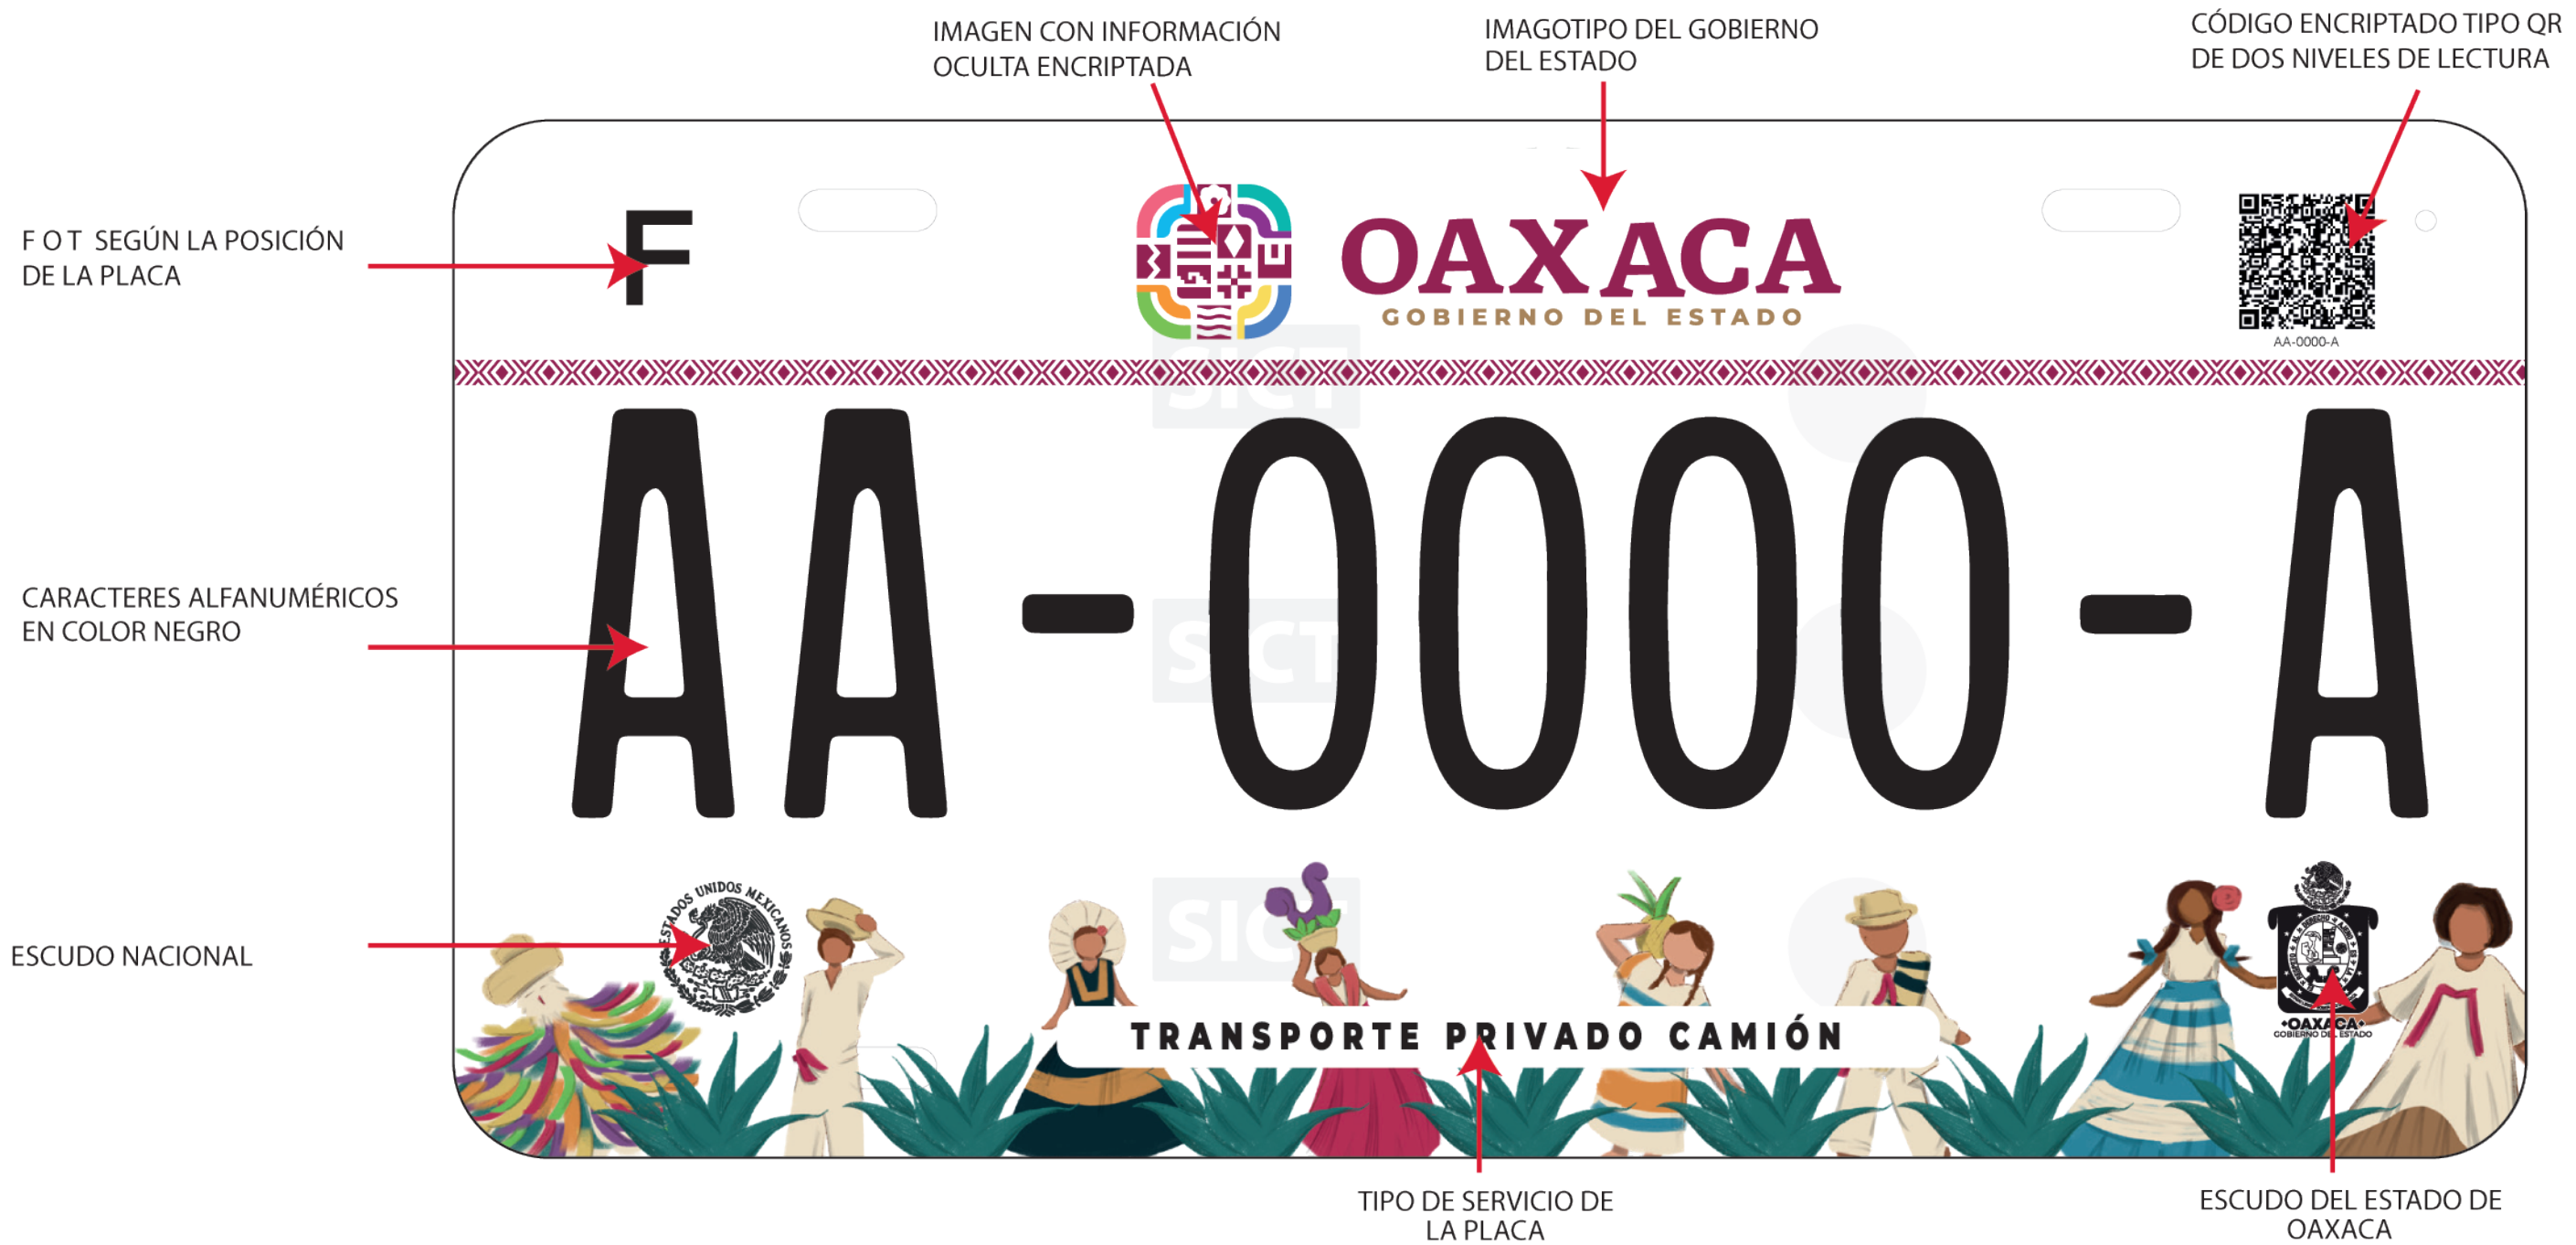 IMAGEN CON INFORMACIÓN
OCULTA ENCRIPTADA
IMAGOTIPO DEL GOBIERNO
DEL ESTADO
CÓDIGO ENCRIPTADO TIPO QR
DE DOS NIVELES DE LECTURA
F O T SEGÚN LA POSICIÓN
DE LA PLACA
F
OAXACA
GOBIERNO DEL ESTADO
AA-0000-A
SICT
AA-0000-A
SICT
CARACTERES ALFANUMÉRICOS
EN COLOR NEGRO
ESCUDO NACIONAL
ESTADOS UNIDOS MEXICANOS
SICT
OAXACA
GOBIERNO DEL ESTADO
TRANSPORTE PRIVADO CAMIÓN
TIPO DE SERVICIO DE
LA PLACA
ESCUDO DEL ESTADO DE
OAXACA